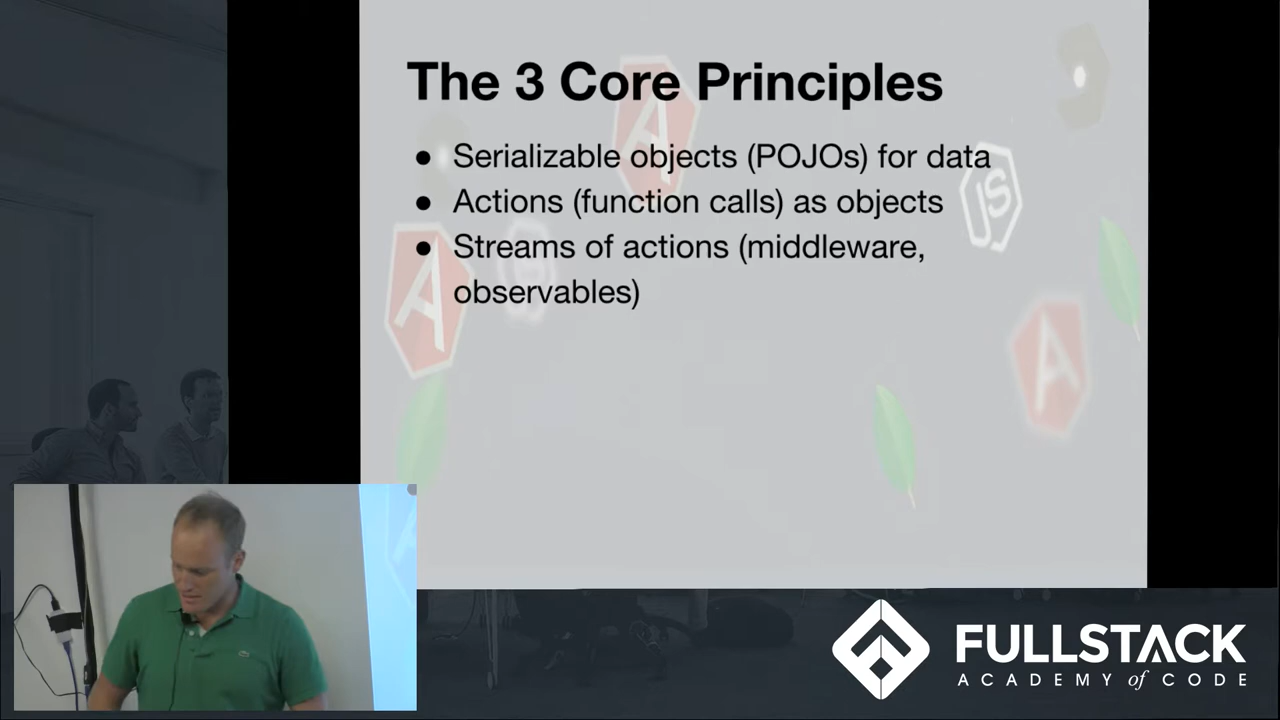 The 3 Core Principles
● Serializable objects (POJOs) for data
● Actions (function calls) as objects
● Streams of actions (middleware,
observables)
JS
FULLSTACK
ACADEMY of CODE